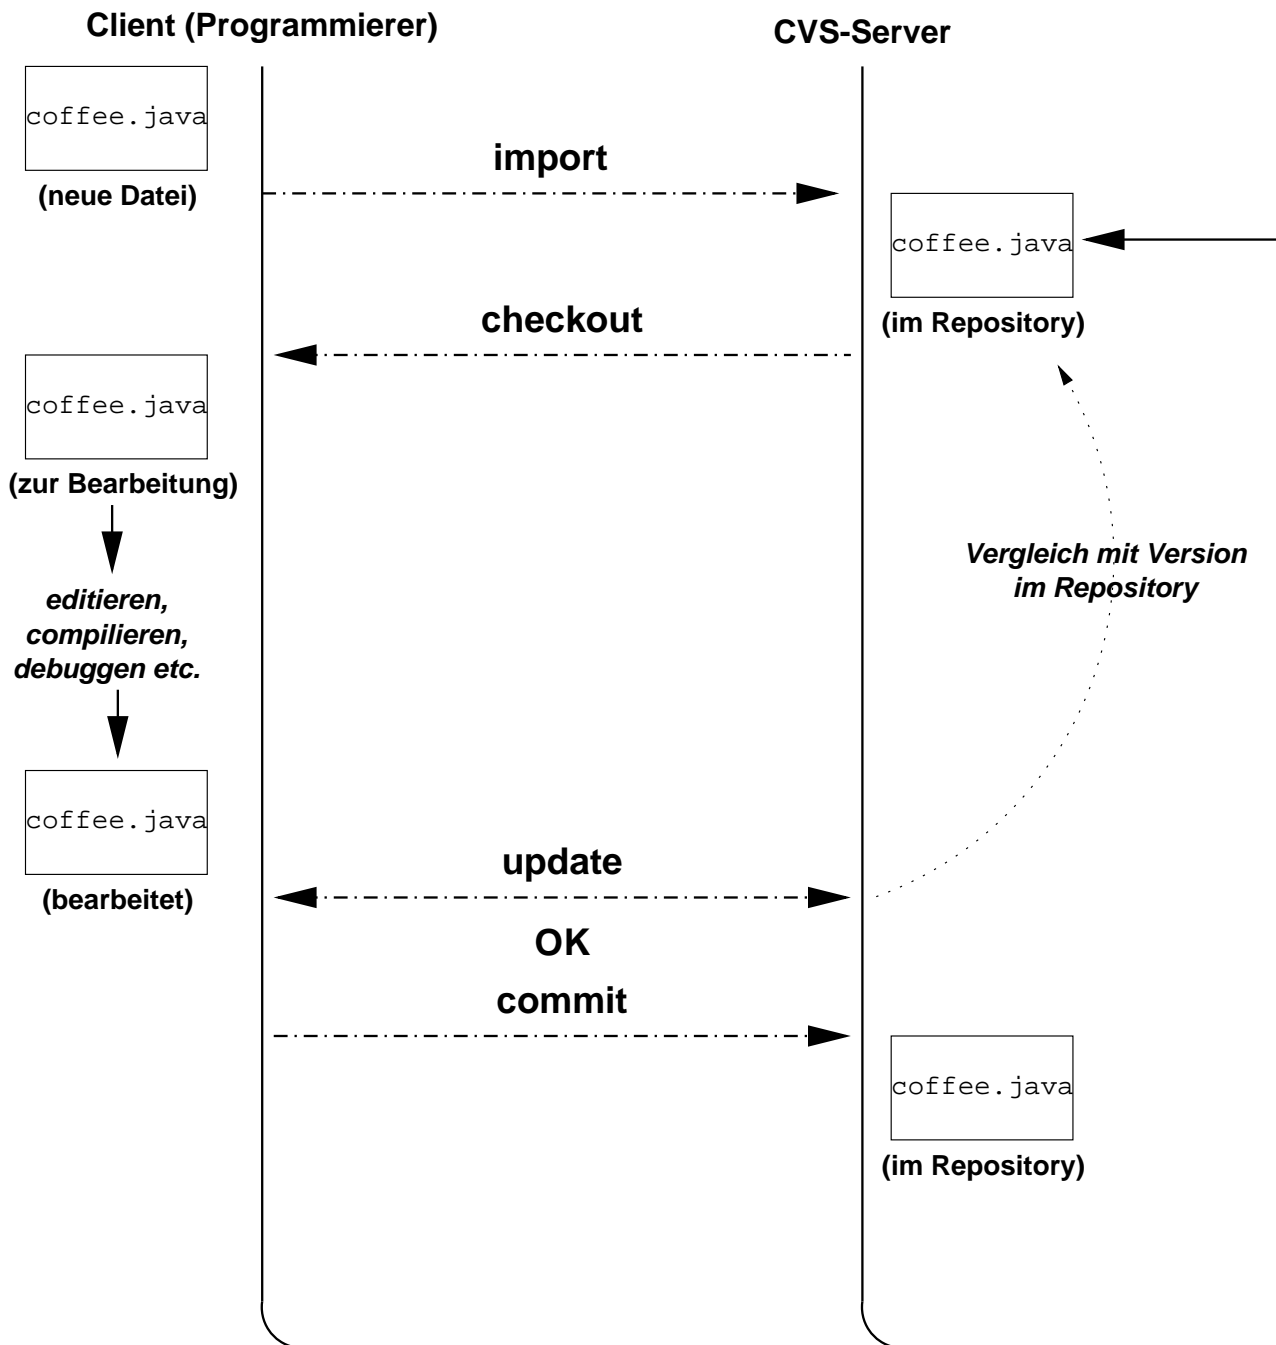 Client (Programmierer)
CVS-Server
coffee.java
(neue Datei)
import
coffee.java
(im Repository)
checkout
coffee.java
(zur Bearbeitung)
editieren,
compilieren,
debuggen etc.
Vergleich mit Version
im Repository
coffee.java
(bearbeitet)
update
OK
commit
coffee.java
(im Repository)